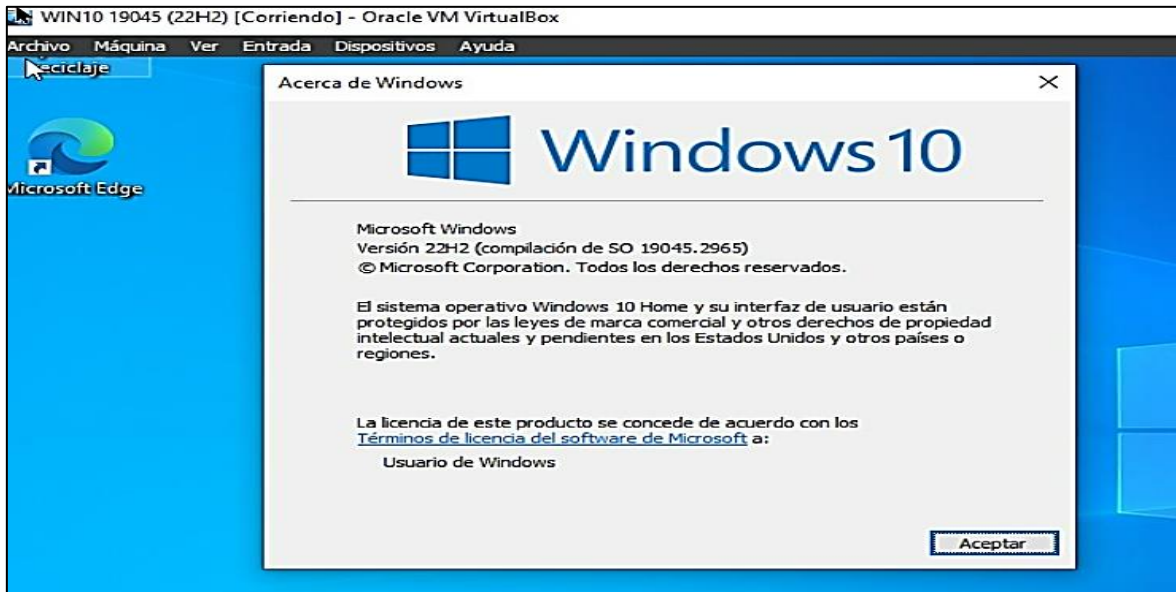 WIN10 19045 (22H2) [Corriendo] - Oracle VM VirtualBox
Archivo Máquina Ver Entrada Dispositivos Ayuda
Reciclaje
Microsoft Edge
Acerca de Windows
Windows 10
Microsoft Windows
Versión 22H2 (compilación de SO 19045.2965)
© Microsoft Corporation. Todos los derechos reservados.
El sistema operativo Windows 10 Home y su interfaz de usuario están
protegidos por las leyes de marca comercial y otros derechos de propiedad
intelectual actuales y pendientes en los Estados Unidos y otros países o
regiones.
La licencia de este producto se concede de acuerdo con los
Términos de licencia del software de Microsoft a:
Usuario de Windows
Aceptar